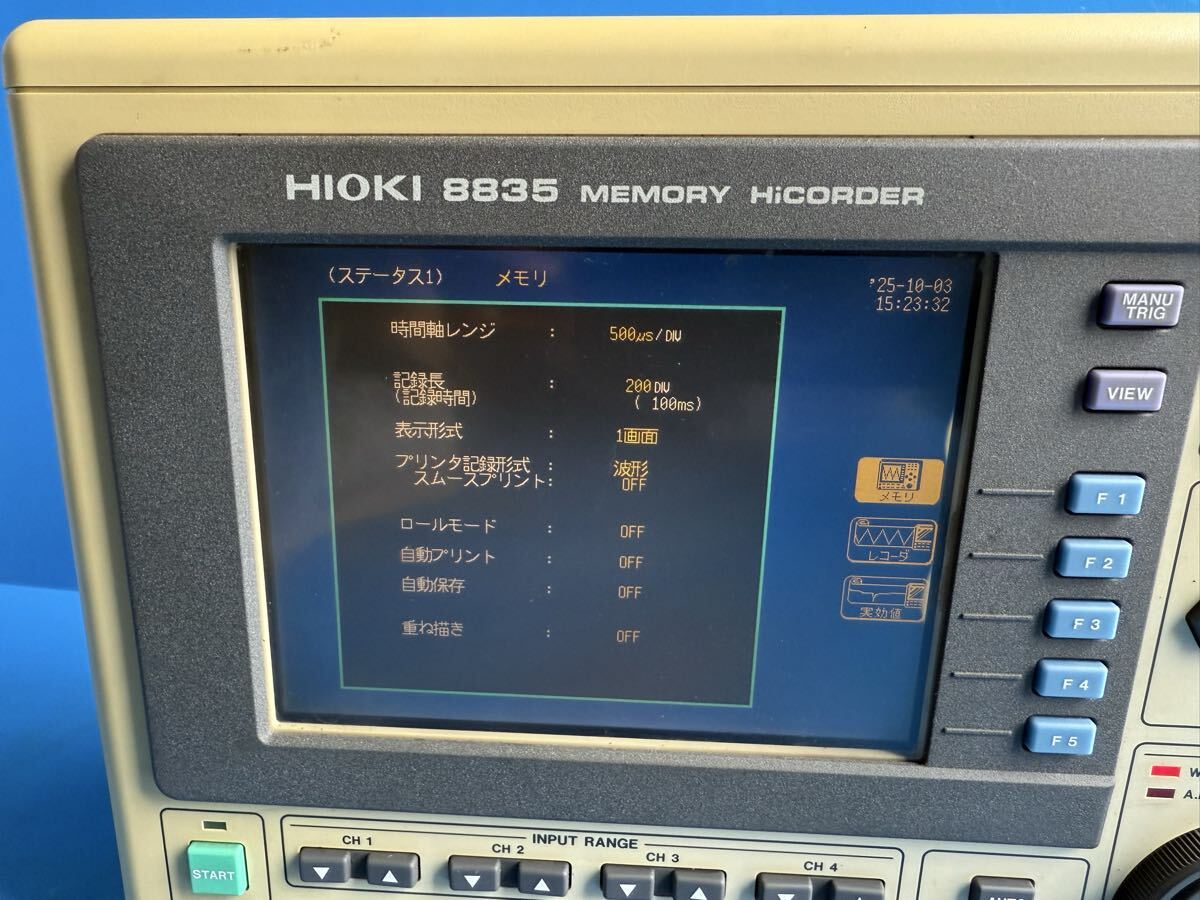 HIOKI 8835 MEMORY HiCORDER
(ステータス1) メモリ '25-10-03
15:23:32
時間軸レンジ : 500µs/DIV
記録長 : 200DIV
(記録時間) ( 100ms)
表示形式 : 1画面
プリンタ記録形式 : 波形
スムースプリント: OFF
ロールモード : OFF
自動プリント : OFF
自動保存 : OFF
重ね描き : OFF
メモリ
レコーダ
実効値
MANU
TRIG
VIEW
F 1
F 2
F 3
F 4
F 5
START
INPUT RANGE
CH 1
CH 2
CH 3
CH 4